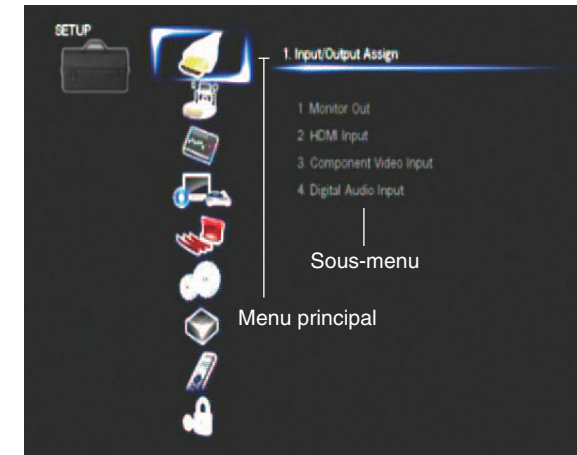 SETUP
1. Input/Output Assign
1 Monitor Out
2 HDMI Input
3 Component Video Input
4 Digital Audio Input
Sous-menu
Menu principal